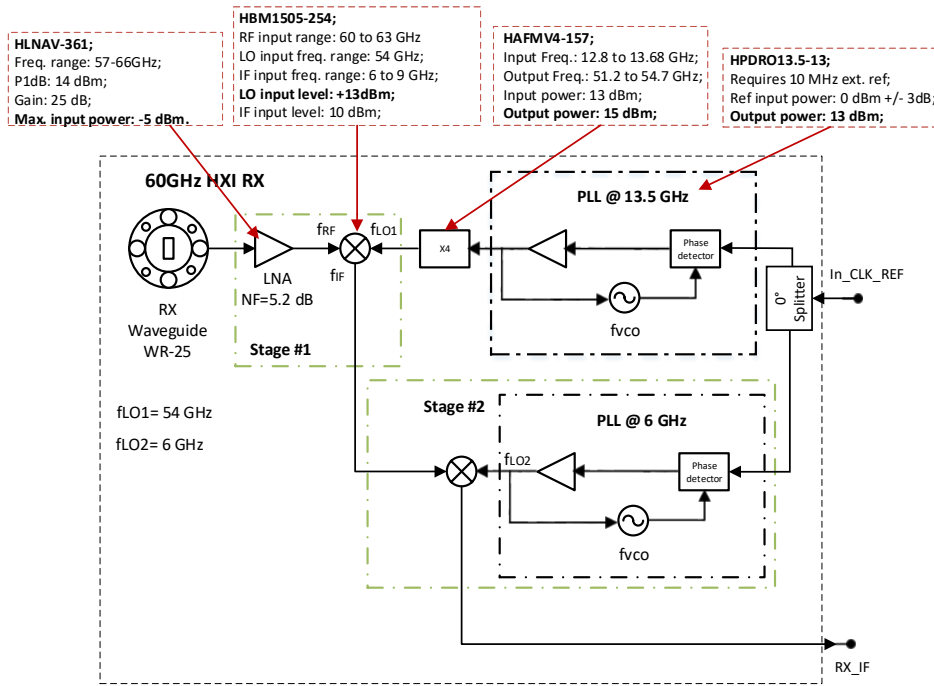 HLNAV-361;
Freq. range: 57-66GHz;
P1dB: 14 dBm;
Gain: 25 dB;
Max. input power: -5 dBm.
HBM1505-254;
RF input range: 60 to 63 GHz
LO input freq. range: 54 GHz;
IF input freq. range: 6 to 9 GHz;
LO input level: +13dBm;
IF input level: 10 dBm;
HAFMV4-157;
Input Freq.: 12.8 to 13.68 GHz;
Output Freq.: 51.2 to 54.7 GHz;
Input power: 13 dBm;
Output power: 15 dBm;
HPDRO13.5-13;
Requires 10 MHz ext. ref;
Ref input power: 0 dBm +/- 3dB;
Output power: 13 dBm;
60GHz HXI RX
PLL @ 13.5 GHz
fRF
fLO1
fIF
X4
Phase
detector
fvco
LNA
NF=5.2 dB
RX
Waveguide
WR-25
Stage #1
0°
Splitter
In_CLK_REF
fLO1= 54 GHz
fLO2= 6 GHz
Stage #2
PLL @ 6 GHz
fLO2
Phase
detector
fvco
RX_IF